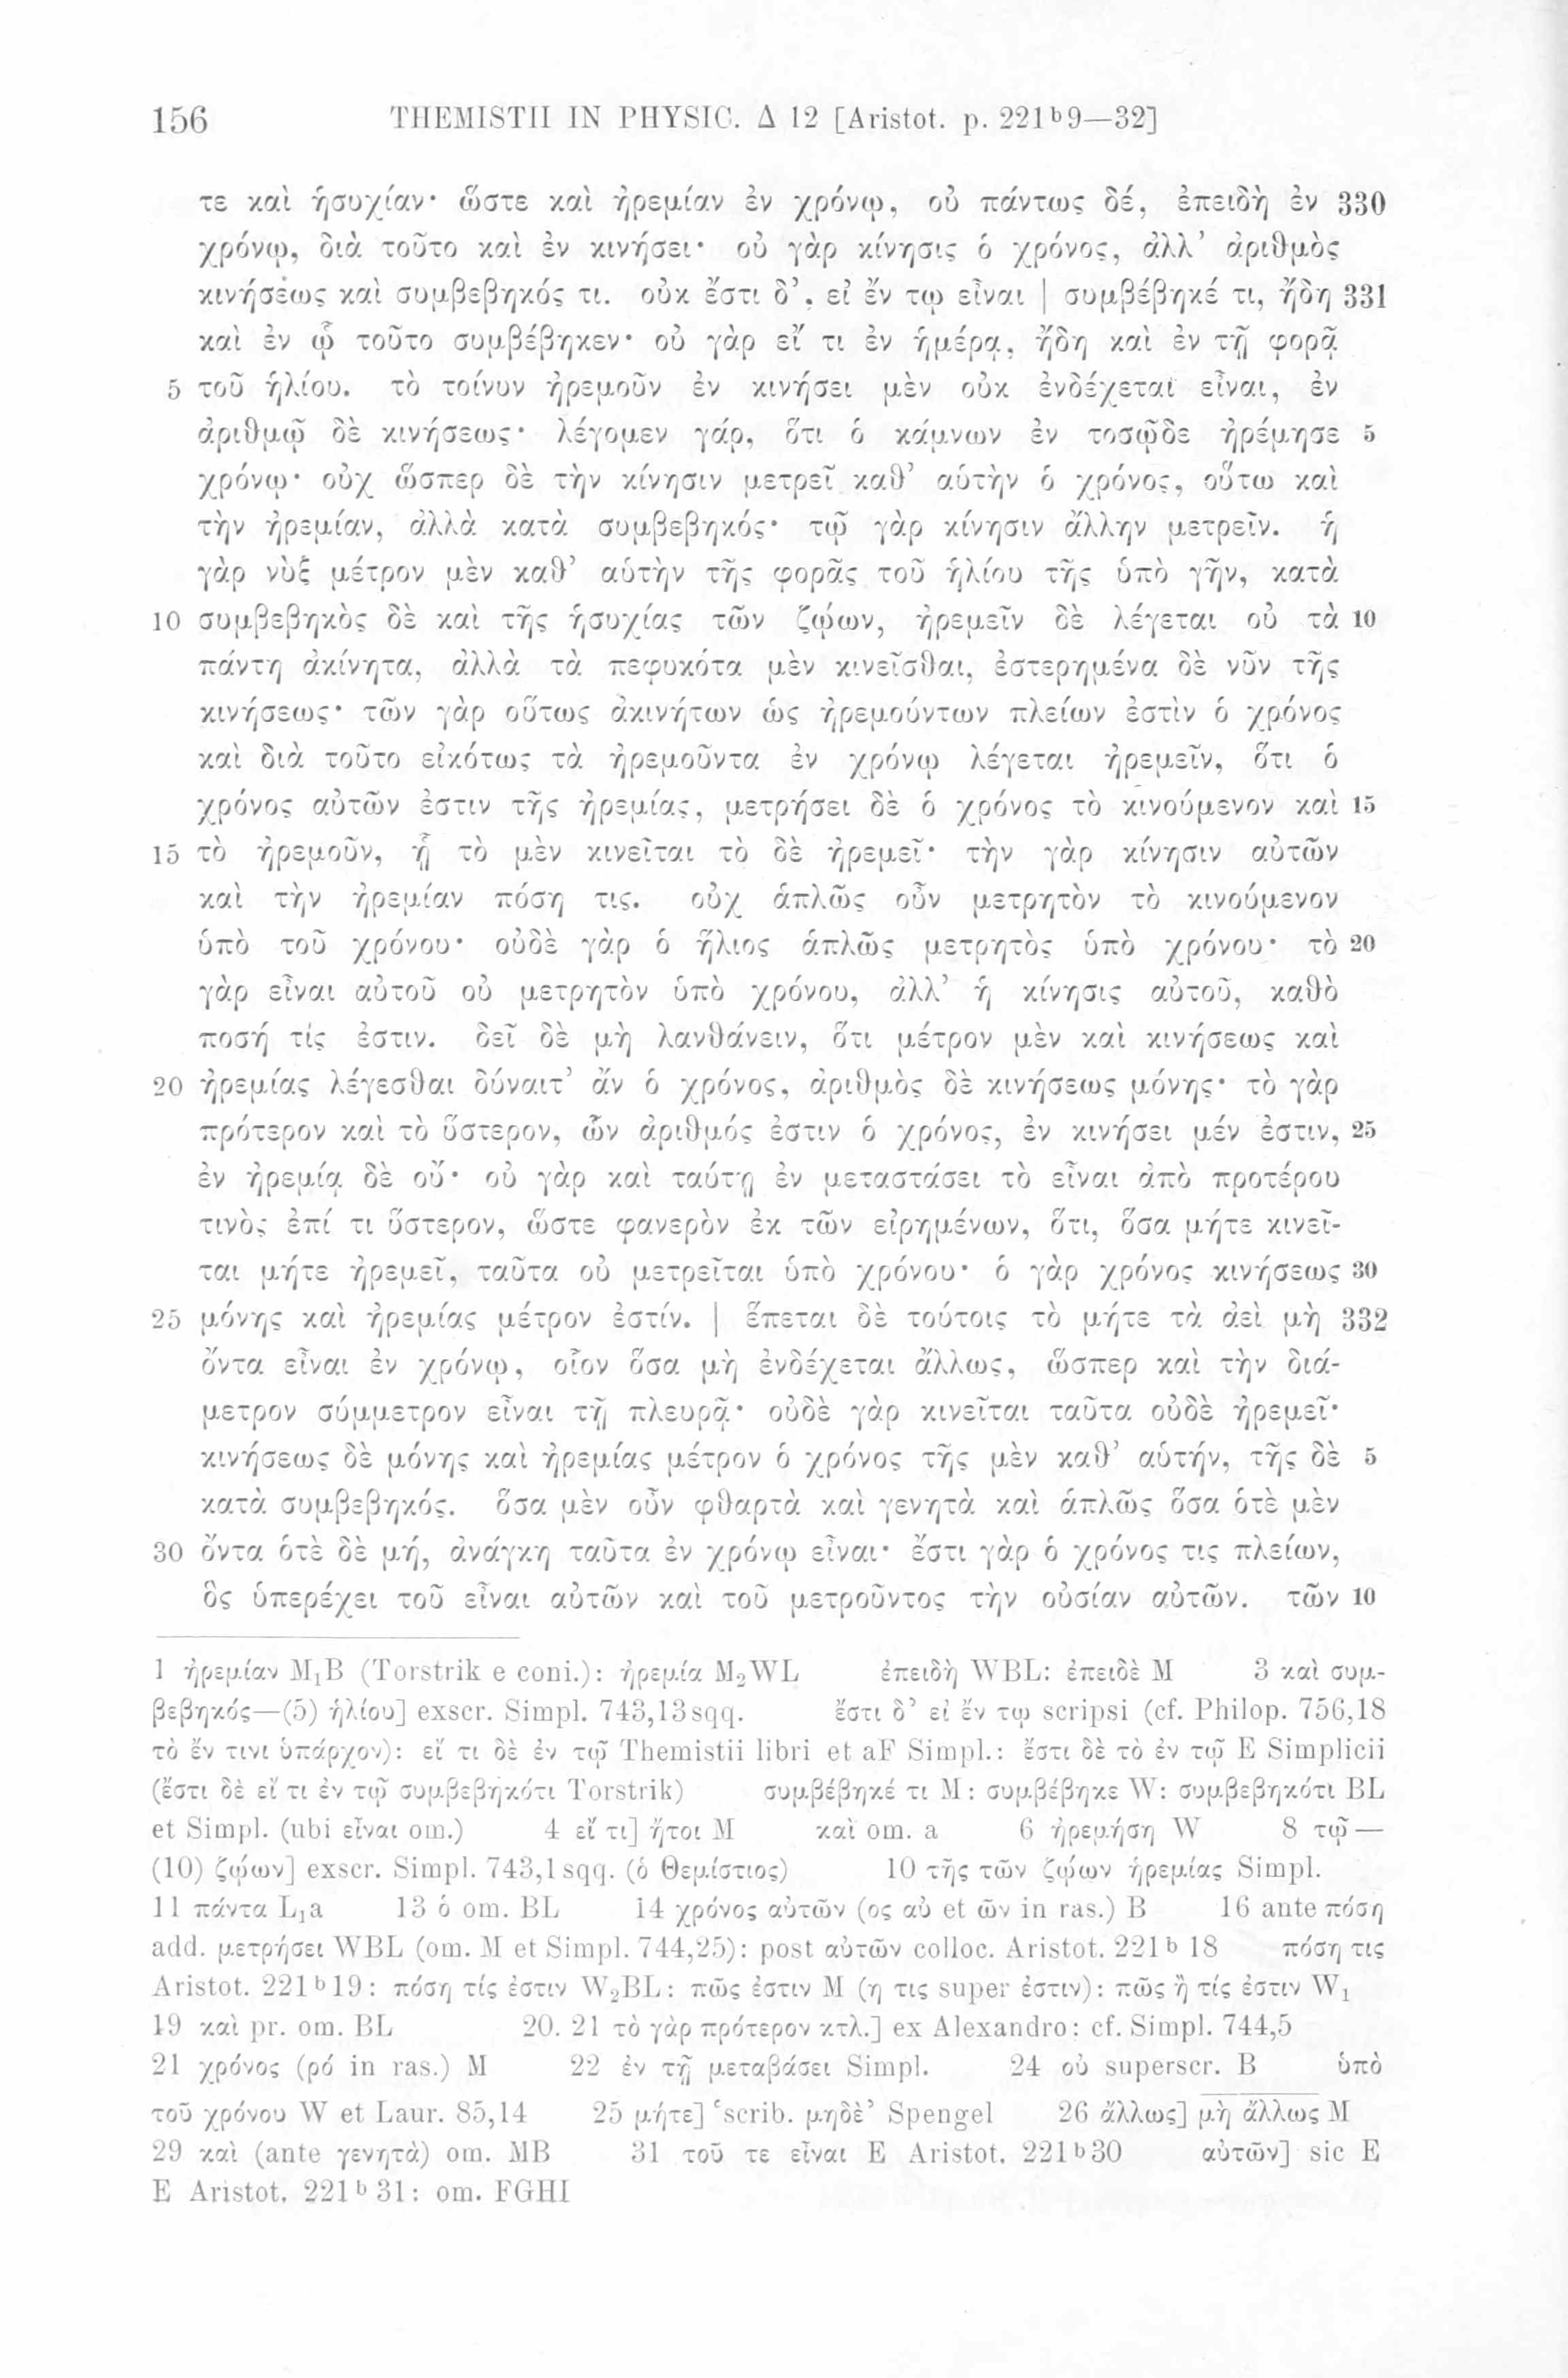 156 THEMISTII IN PHYSIC. Δ 12 [Aristot. p. 221ᵇ9—32]
τε καὶ ἡσυχίαν· ὥστε καὶ ἠρεμίαν ἐν χρόνῳ, οὐ πάντως δέ, ἐπειδὴ ἐν 330
χρόνῳ, διὰ τοῦτο καὶ ἐν κινήσει· οὐ γὰρ κίνησις ὁ χρόνος, ἀλλ’ ἀριθμὸς
κινήσεως καὶ συμβεβηκός τι. οὐκ ἔστι δ’, εἰ ἔν τῳ εἶναι | συμβέβηκέ τι, ἤδη 331
καὶ ἐν ᾧ τοῦτο συμβέβηκεν· οὐ γὰρ εἴ τι ἐν ἡμέρᾳ, ἤδη καὶ ἐν τῇ φορᾷ
5 τοῦ ἡλίου. τὸ τοίνυν ἠρεμοῦν ἐν κινήσει μὲν οὐκ ἐνδέχεται εἶναι, ἐν
ἀριθμῷ δὲ κινήσεως· λέγομεν γάρ, ὅτι ὁ κάμνων ἐν τοσῷδε ἠρέμησε 5
χρόνῳ· οὐχ ὥσπερ δὲ τὴν κίνησιν μετρεῖ καθ’ αὑτὴν ὁ χρόνος, οὕτω καὶ
τὴν ἠρεμίαν, ἀλλὰ κατὰ συμβεβηκός· τῷ γὰρ κίνησιν ἄλλην μετρεῖν. ἡ
γὰρ νὺξ μέτρον μὲν καθ’ αὑτὴν τῆς φορᾶς τοῦ ἡλίου τῆς ὑπὸ γῆν, κατὰ
10 συμβεβηκὸς δὲ καὶ τῆς ἡσυχίας τῶν ζῴων, ἠρεμεῖν δὲ λέγεται οὐ τὰ 10
πάντη ἀκίνητα, ἀλλὰ τὰ πεφυκότα μὲν κινεῖσθαι, ἐστερημένα δὲ νῦν τῆς
κινήσεως· τῶν γὰρ οὕτως ἀκινήτων ὡς ἠρεμούντων πλείων ἐστὶν ὁ χρόνος
καὶ διὰ τοῦτο εἰκότως τὰ ἠρεμοῦντα ἐν χρόνῳ λέγεται ἠρεμεῖν, ὅτι ὁ
χρόνος αὐτῶν ἐστιν τῆς ἠρεμίας, μετρήσει δὲ ὁ χρόνος τὸ κινούμενον καὶ 15
15 τὸ ἠρεμοῦν, ᾗ τὸ μὲν κινεῖται τὸ δὲ ἠρεμεῖ· τὴν γὰρ κίνησιν αὐτῶν
καὶ τὴν ἠρεμίαν πόση τις. οὐχ ἁπλῶς οὖν μετρητὸν τὸ κινούμενον
ὑπὸ τοῦ χρόνου· οὐδὲ γὰρ ὁ ἥλιος ἁπλῶς μετρητὸς ὑπὸ χρόνου· τὸ 20
γὰρ εἶναι αὐτοῦ οὐ μετρητὸν ὑπὸ χρόνου, ἀλλ’ ἡ κίνησις αὐτοῦ, καθὸ
ποσή τίς ἐστιν. δεῖ δὲ μὴ λανθάνειν, ὅτι μέτρον μὲν καὶ κινήσεως καὶ
20 ἠρεμίας λέγεσθαι δύναιτ’ ἂν ὁ χρόνος, ἀριθμὸς δὲ κινήσεως μόνης· τὸ γὰρ
πρότερον καὶ τὸ ὕστερον, ὧν ἀριθμός ἐστιν ὁ χρόνος, ἐν κινήσει μέν ἐστιν, 25
ἐν ἠρεμίᾳ δὲ οὔ· οὐ γὰρ καὶ ταύτῃ ἐν μεταστάσει τὸ εἶναι ἀπὸ προτέρου
τινὸς ἐπί τι ὕστερον, ὥστε φανερὸν ἐκ τῶν εἰρημένων, ὅτι, ὅσα μήτε κινεῖ-
ται μήτε ἠρεμεῖ, ταῦτα οὐ μετρεῖται ὑπὸ χρόνου· ὁ γὰρ χρόνος κινήσεως 30
25 μόνης καὶ ἠρεμίας μέτρον ἐστίν. | ἕπεται δὲ τούτοις τὸ μήτε τὰ ἀεὶ μὴ 332
ὄντα εἶναι ἐν χρόνῳ, οἷον ὅσα μὴ ἐνδέχεται ἄλλως, ὥσπερ καὶ τὴν διά-
μετρον σύμμετρον εἶναι τῇ πλευρᾷ· οὐδὲ γὰρ κινεῖται ταῦτα οὐδὲ ἠρεμεῖ·
κινήσεως δὲ μόνης καὶ ἠρεμίας μέτρον ὁ χρόνος τῆς μὲν καθ’ αὑτήν, τῆς δὲ 5
κατὰ συμβεβηκός. ὅσα μὲν οὖν φθαρτὰ καὶ γενητὰ καὶ ἁπλῶς ὅσα ὁτὲ μὲν
30 ὄντα ὁτὲ δὲ μή, ἀνάγκη ταῦτα ἐν χρόνῳ εἶναι· ἔστι γὰρ ὁ χρόνος τις πλείων,
ὃς ὑπερέχει τοῦ εἶναι αὐτῶν καὶ τοῦ μετροῦντος τὴν οὐσίαν αὐτῶν. τῶν 10
1 ἠρεμίαν M₁B (Torstrik e coni.): ἠρεμία M₂WL ἐπειδὴ WBL: ἐπειδὲ M 3 καὶ συμ-
βεβηκός—(5) ἡλίου] exscr. Simpl. 743,13 sqq. ἔστι δ’ εἰ ἔν τῳ scripsi (cf. Philop. 756,18
τὸ ἔν τινι ὑπάρχον): εἴ τι δὲ ἐν τῷ Themistii libri et aF Simpl.: ἔστι δὲ τὸ ἐν τῷ E Simplicii
(ἔστι δὲ εἴ τι ἐν τῷ συμβεβηκότι Torstrik) συμβέβηκέ τι M: συμβέβηκε W: συμβεβηκότι BL
et Simpl. (ubi εἶναι om.) 4 εἴ τι] ἤτοι M καὶ om. a 6 ἠρεμήση W 8 τῷ—
(10) ζῴων] exscr. Simpl. 743,1 sqq. (ὁ Θεμίστιος) 10 τῆς τῶν ζῴων ἠρεμίας Simpl.
11 πάντα L₁a 13 ὁ om. BL 14 χρόνος αὐτῶν (ος αὐ et ῶν in ras.) B 16 ante πόση
add. μετρήσει WBL (om. M et Simpl. 744,25): post αὐτῶν colloc. Aristot. 221ᵇ 18 πόση τις
Aristot. 221ᵇ19: πόση τίς ἐστιν W₂BL: πῶς ἐστιν M (η τις super ἐστιν): πῶς ἢ τίς ἐστιν W₁
19 καὶ pr. om. BL 20. 21 τὸ γὰρ πρότερον κτλ.] ex Alexandro: cf. Simpl. 744,5
21 χρόνος (ρό in ras.) M 22 ἐν τῇ μεταβάσει Simpl. 24 οὐ superscr. B ὑπὸ
τοῦ χρόνου W et Laur. 85,14 25 μήτε] ‘scrib. μηδὲ’ Spengel 26 ἄλλως] μὴ ἄλλως M
29 καὶ (ante γενητὰ) om. MB 31 τοῦ τε εἶναι E Aristot. 221ᵇ30 αὐτῶν] sic E
E Aristot. 221ᵇ 31: om. FGHI